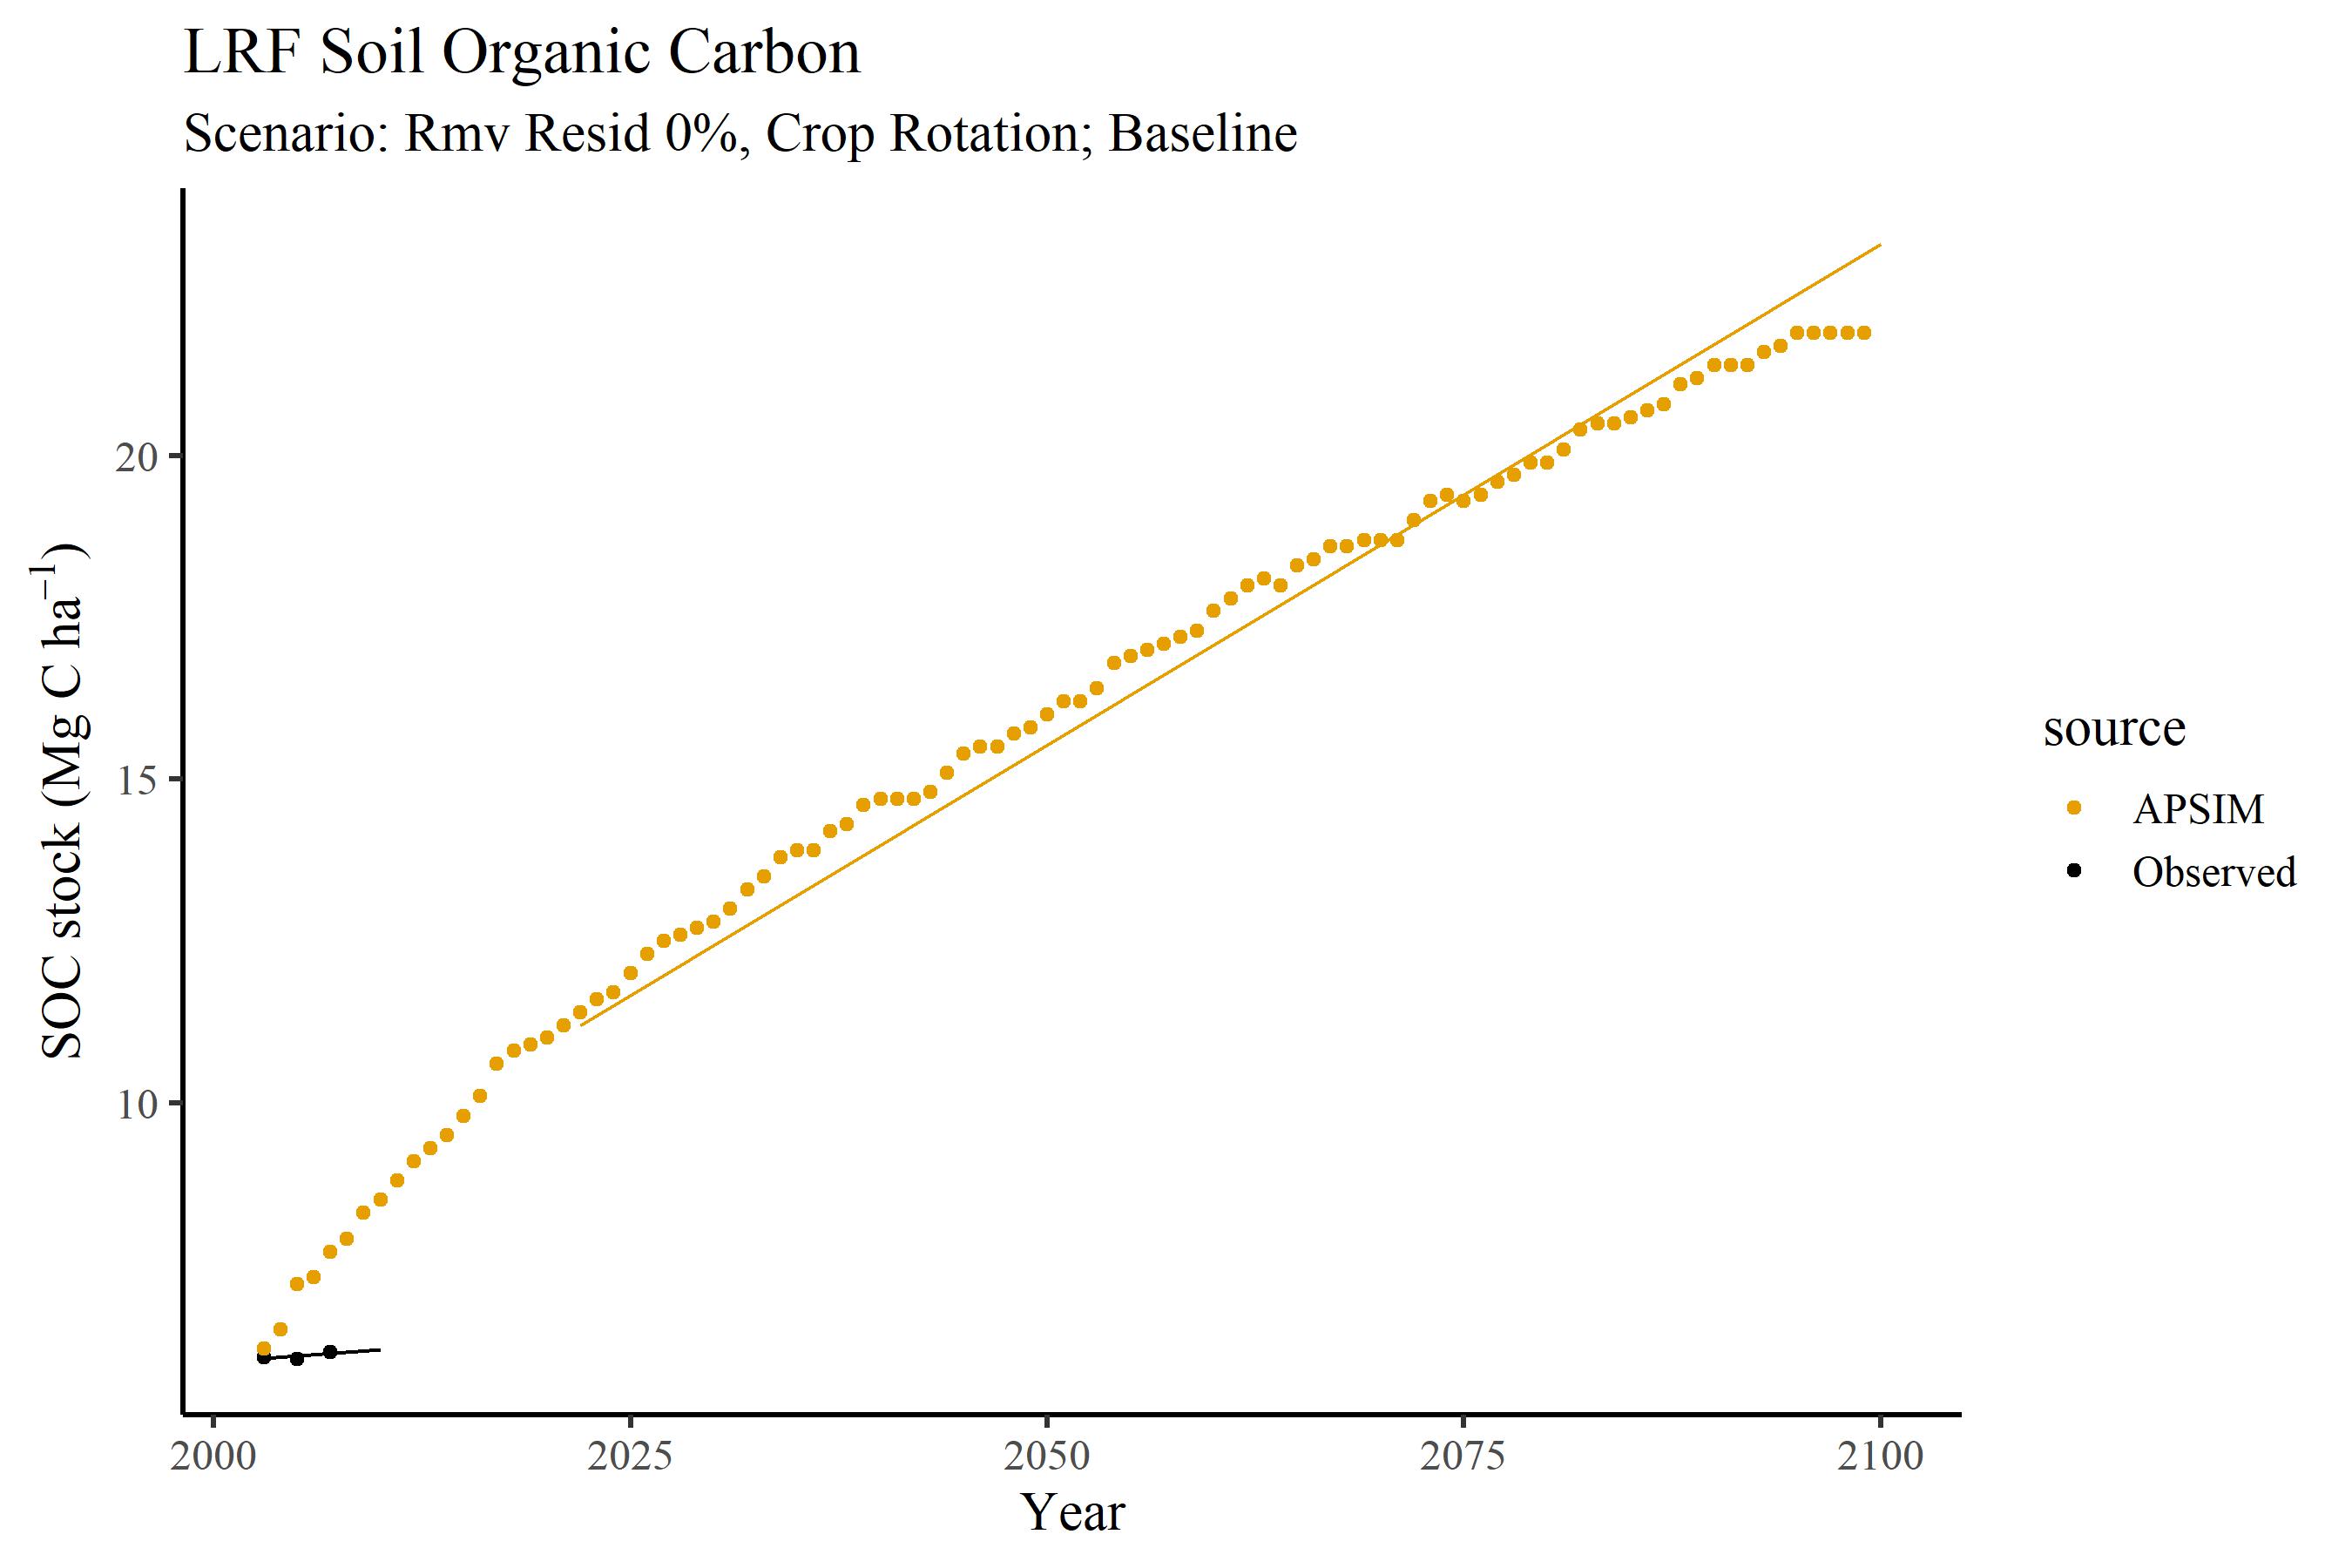 LRF Soil Organic Carbon
Scenario: Rmv Resid 0%, Crop Rotation; Baseline
SOC stock (Mg C ha⁻¹)
20
15
10
2000 2025 2050 2075 2100
Year
source
APSIM
Observed